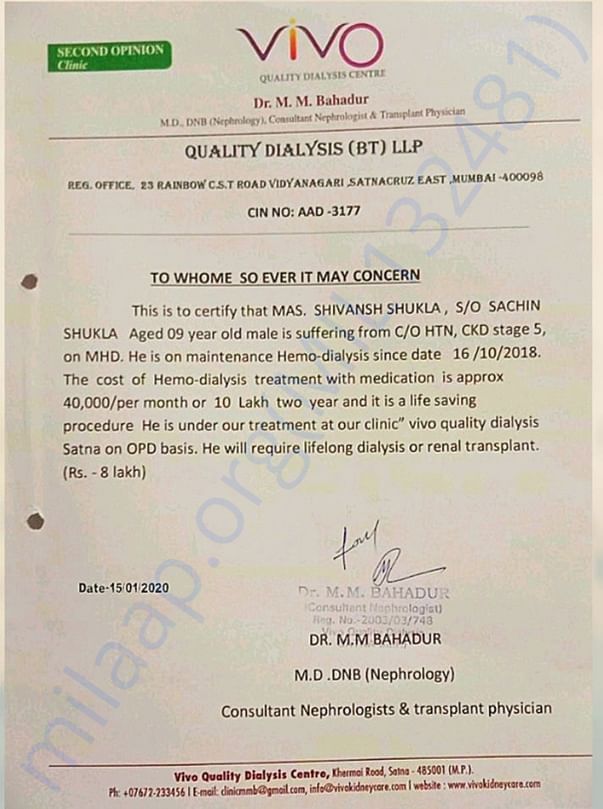 SECOND OPINION
Clinic
VIVO
QUALITY DIALYSIS CENTRE
Dr. M. M. Bahadur
M.D., DNB (Nephrology), Consultant Nephrologist & Transplant Physician
QUALITY DIALYSIS (BT) LLP
REG. OFFICE, 23 RAINBOW C.S.T ROAD VIDYANAGARI ,SATNACRUZ EAST ,MUMBAI -400098
CIN NO: AAD -3177
TO WHOME SO EVER IT MAY CONCERN
This is to certify that MAS. SHIVANSH SHUKLA , S/O SACHIN
SHUKLA Aged 09 year old male is suffering from C/O HTN, CKD stage 5,
on MHD. He is on maintenance Hemo-dialysis since date 16 /10/2018.
The cost of Hemo-dialysis treatment with medication is approx
40,000/per month or 10 Lakh two year and it is a life saving
procedure He is under our treatment at our clinic” vivo quality dialysis
Satna on OPD basis. He will require lifelong dialysis or renal transplant.
(Rs. - 8 lakh)
Date-15/01/2020
Dr. M.M. BAHADUR
(Consultant Nephrologist)
Reg. No.-2003/03/743
DR. M.M BAHADUR
M.D .DNB (Nephrology)
Consultant Nephrologists & transplant physician
Vivo Quality Dialysis Centre, Khermai Road, Satna - 485001 (M.P.).
Ph: +07672-233456 I E-mail: clinicmmb@gmail.com, info@vivokidneycare.com I website : www.vivokidneycare.com
milaap.org(MI4132481)